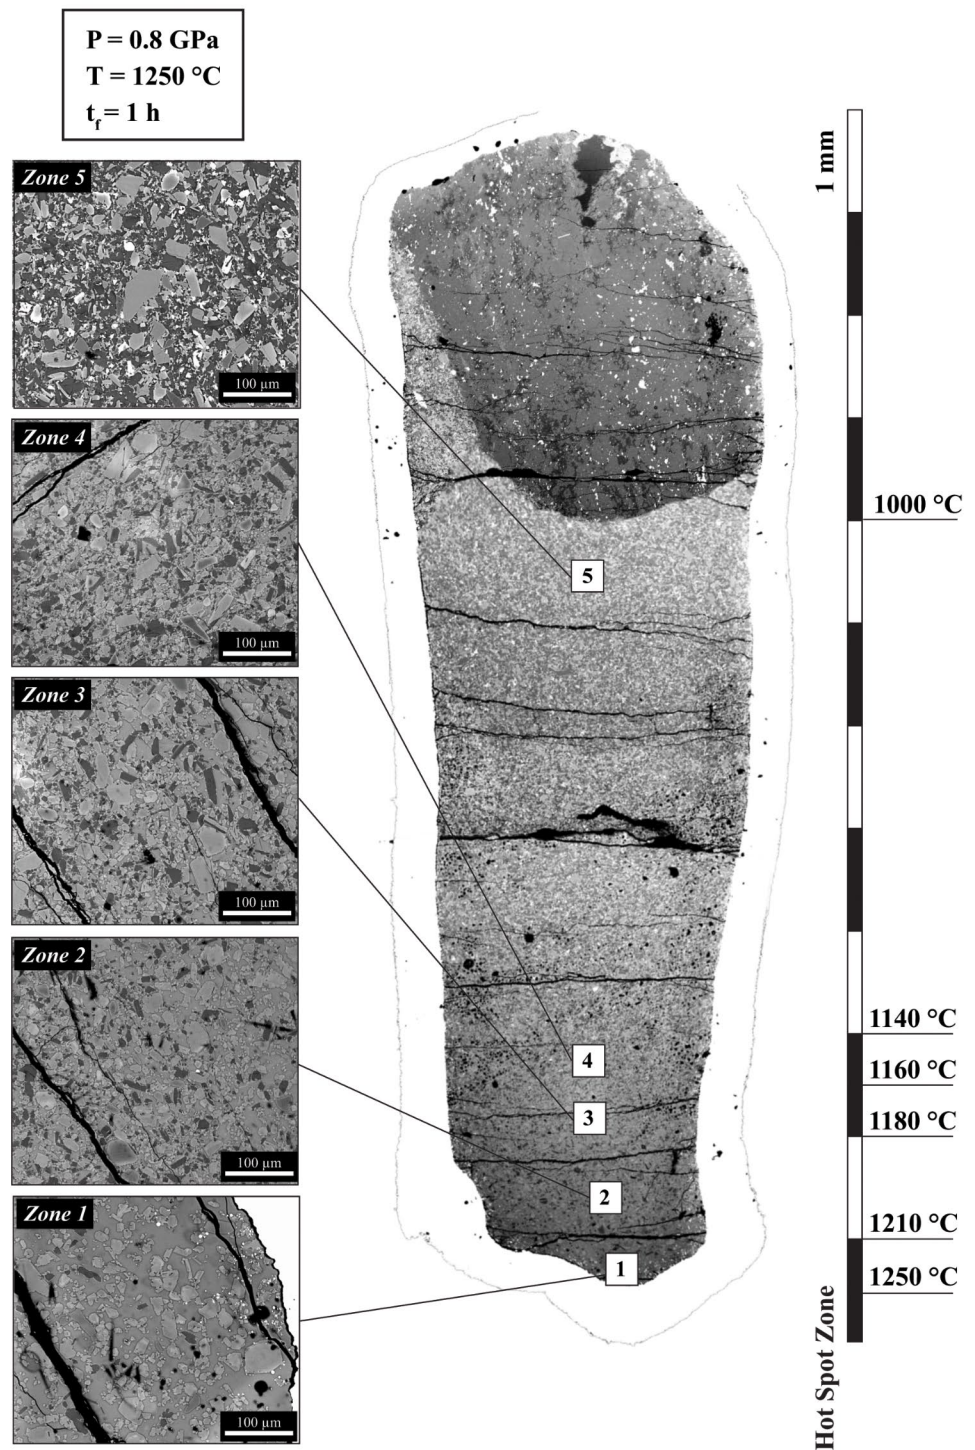 P = 0.8 GPa
T = 1250 °C
t_f = 1 h
Zone 5
100 µm
Zone 4
100 µm
Zone 3
100 µm
Zone 2
100 µm
Zone 1
100 µm
5
4
3
2
1
1 mm
1000 °C
1140 °C
1160 °C
1180 °C
1210 °C
1250 °C
Hot Spot Zone